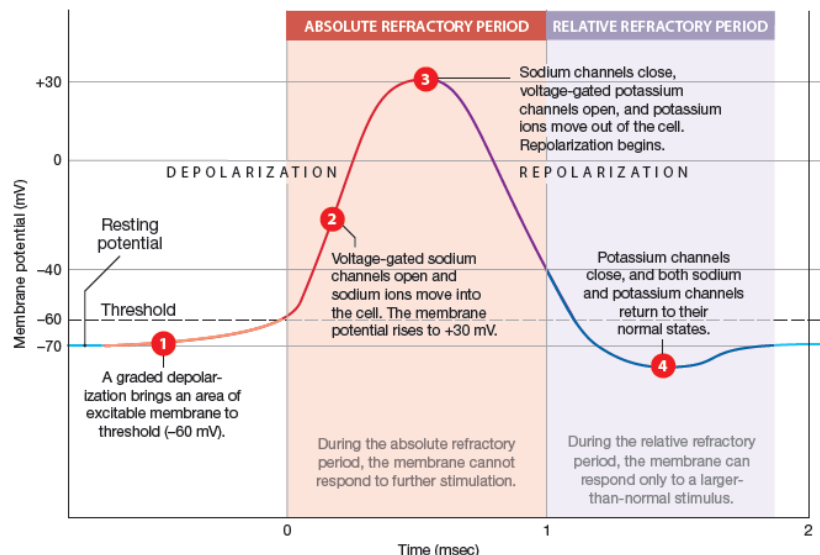 ABSOLUTE REFRACTORY PERIOD
RELATIVE REFRACTORY PERIOD
Membrane potential (mV)
+30
0
–40
–60
–70
3
Sodium channels close,
voltage-gated potassium
channels open, and potassium
ions move out of the cell.
Repolarization begins.
DEPOLARIZATION
REPOLARIZATION
2
Voltage-gated sodium
channels open and
sodium ions move into
the cell. The membrane
potential rises to +30 mV.
Resting
potential
Threshold
1
A graded depolar-
ization brings an area of
excitable membrane to
threshold (–60 mV).
Potassium channels
close, and both sodium
and potassium channels
return to their
normal states.
4
During the absolute refractory
period, the membrane cannot
respond to further stimulation.
During the relative refractory
period, the membrane can
respond only to a larger-
than-normal stimulus.
0
1
2
Time (msec)